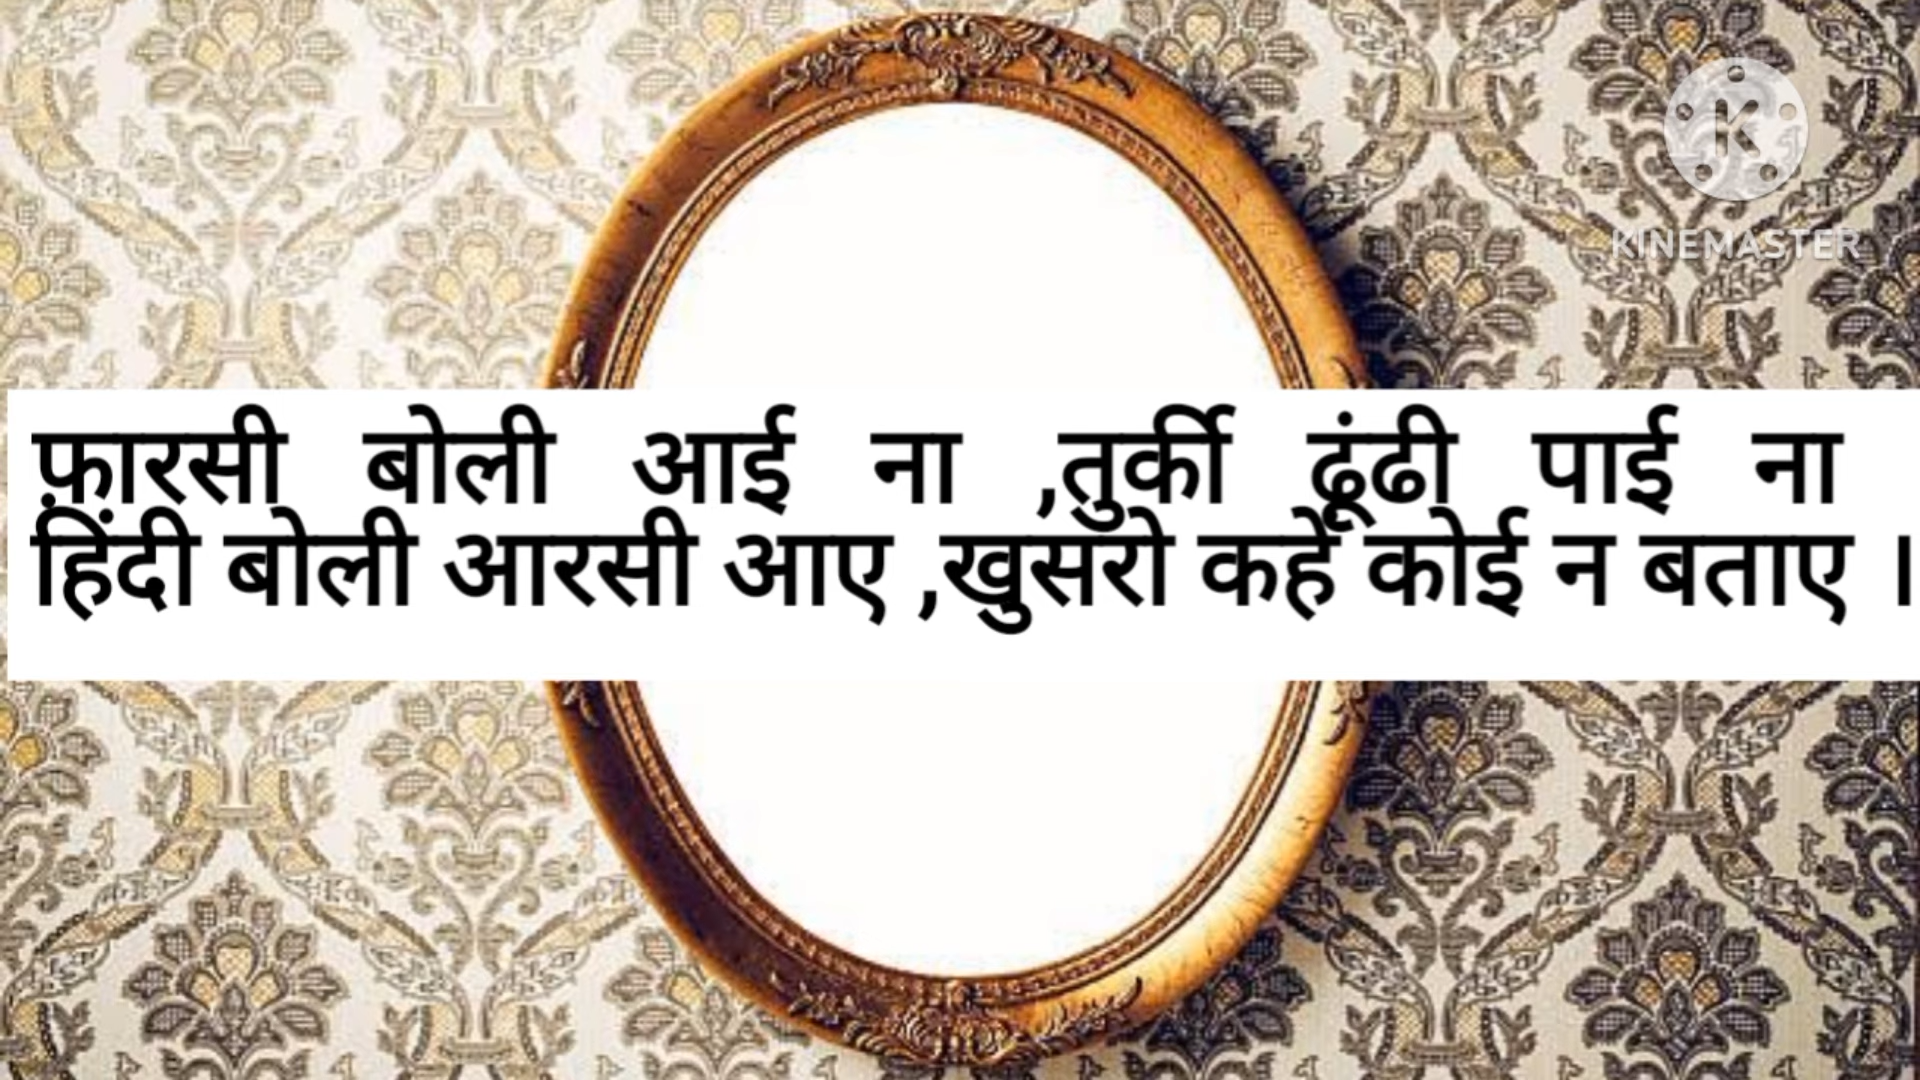 KINEMASTER
फ़ारसी बोली आई ना ,तुर्की ढूंढी पाई ना
हिंदी बोली आरसी आए ,खुसरो कहे कोई न बताए ।